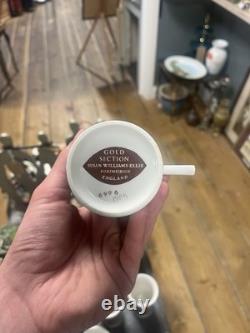 GOLD
SECTION
SUSAN WILLIAMS-ELLIS
PORTMEIRION
ENGLAND